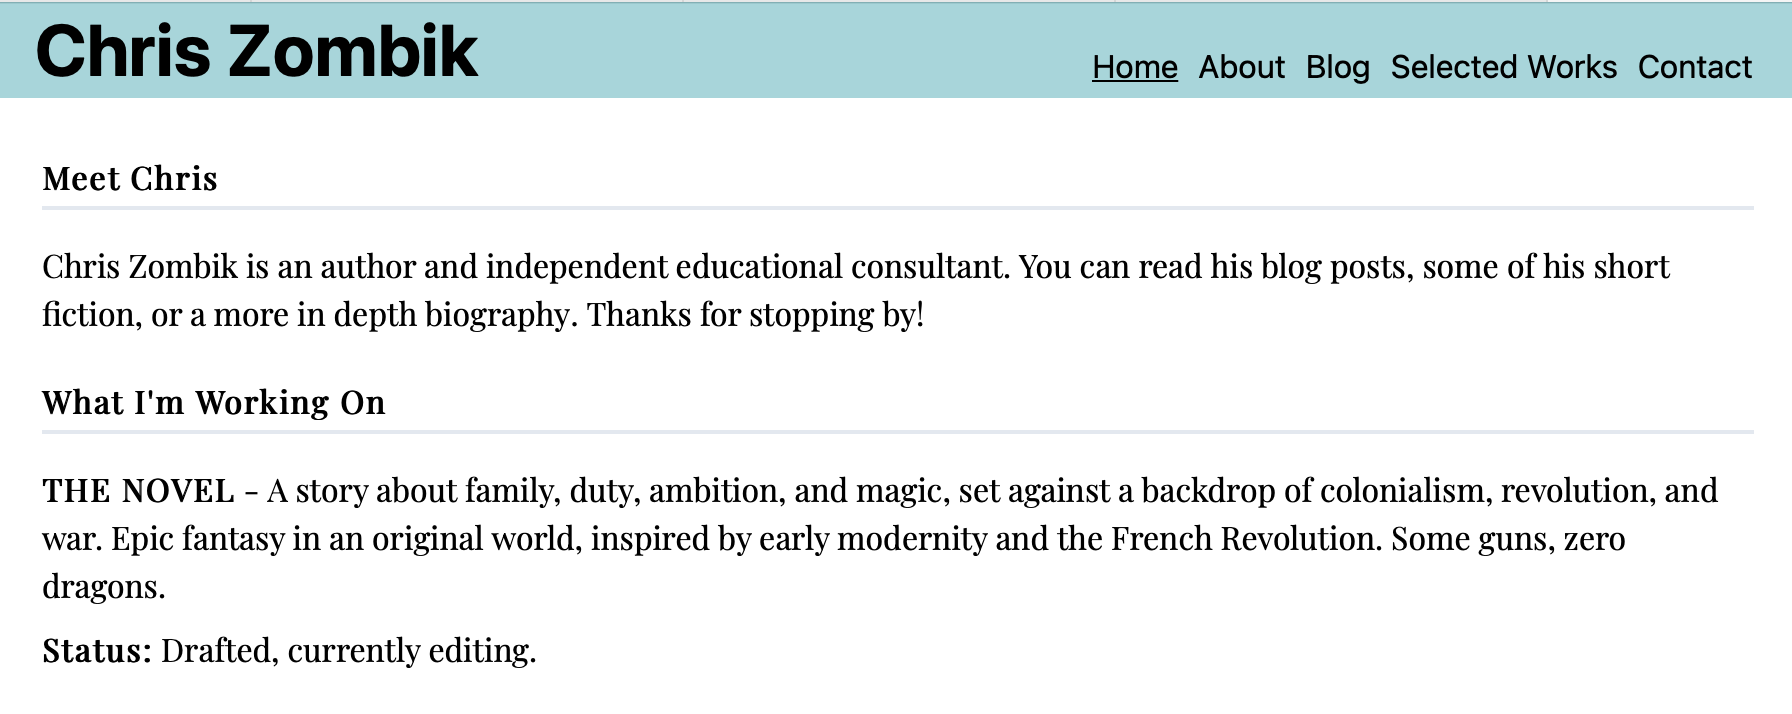 Chris Zombik
Home About Blog Selected Works Contact
Meet Chris
Chris Zombik is an author and independent educational consultant. You can read his blog posts, some of his short
fiction, or a more in depth biography. Thanks for stopping by!
What I'm Working On
THE NOVEL - A story about family, duty, ambition, and magic, set against a backdrop of colonialism, revolution, and
war. Epic fantasy in an original world, inspired by early modernity and the French Revolution. Some guns, zero
dragons.
Status: Drafted, currently editing.